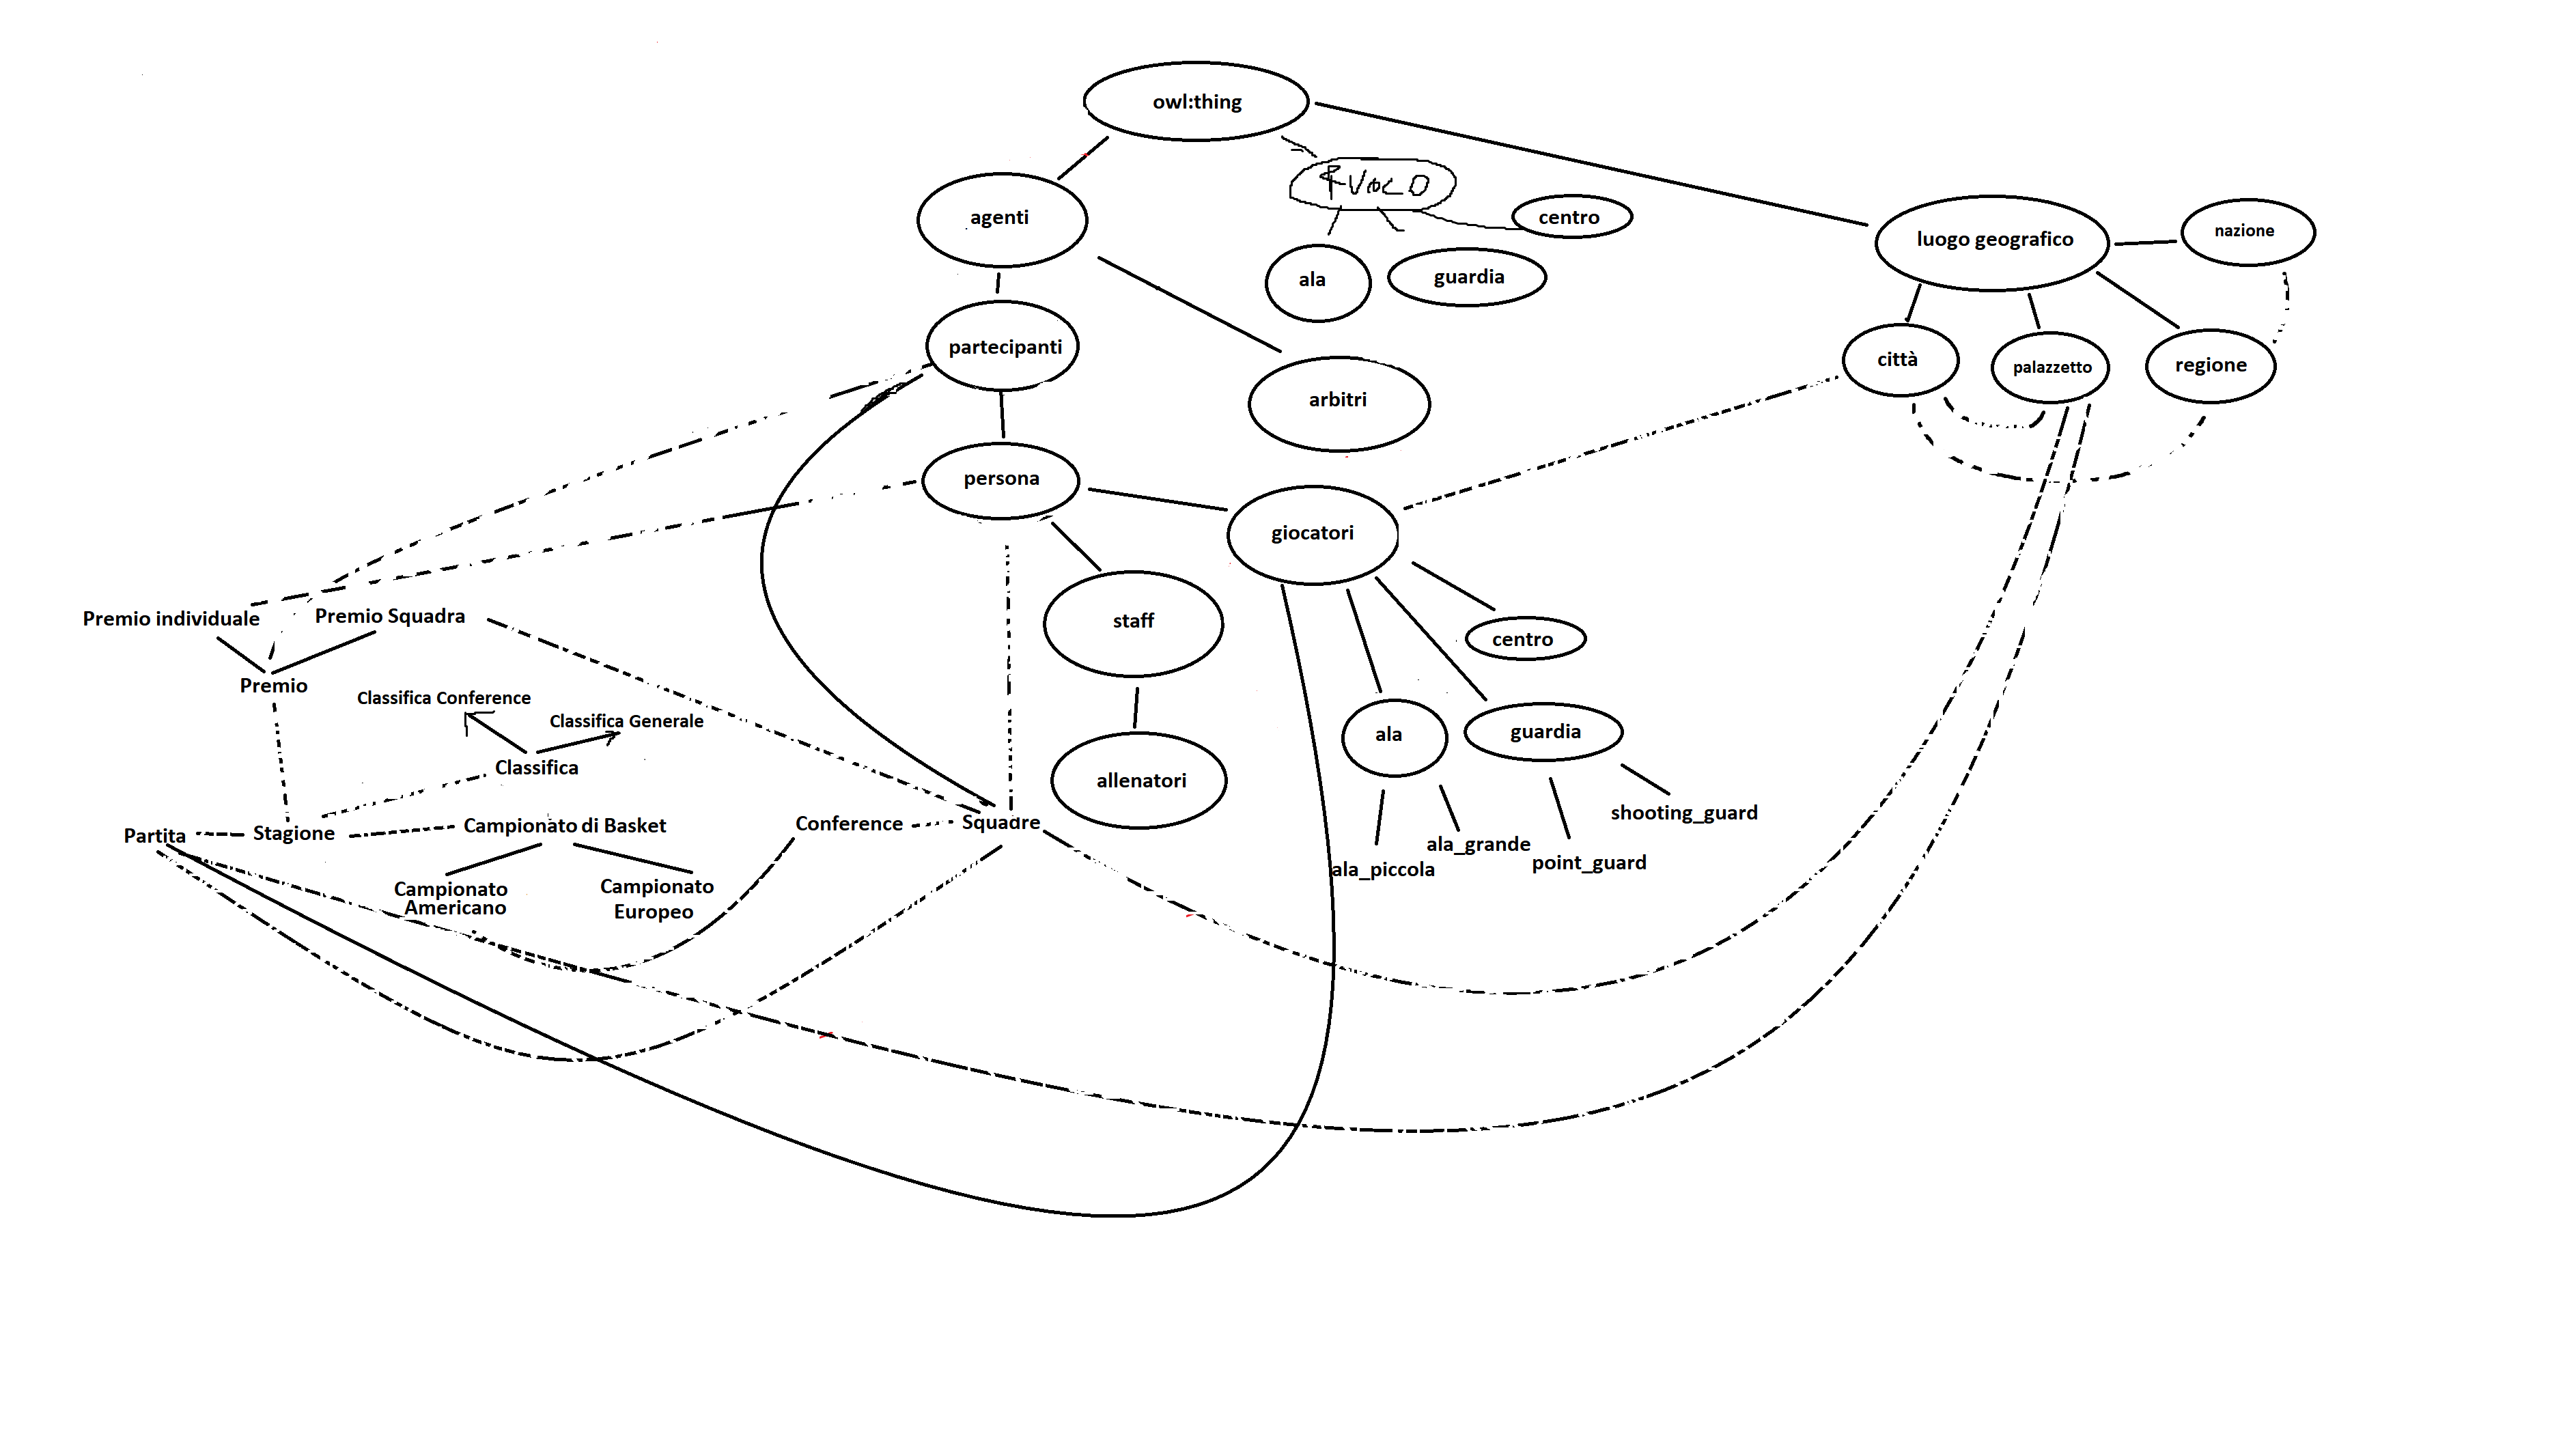 owl:thing
RUOLO
agenti
centro
luogo geografico
nazione
ala
guardia
partecipanti
città
palazzetto
regione
arbitri
persona
giocatori
staff
centro
Premio individuale
Premio Squadra
Premio
Classifica Conference
Classifica Generale
ala
guardia
Classifica
allenatori
shooting_guard
Partita
Stagione
Campionato di Basket
Conference
Squadre
ala_grande
point_guard
ala_piccola
Campionato
Americano
Campionato
Europeo